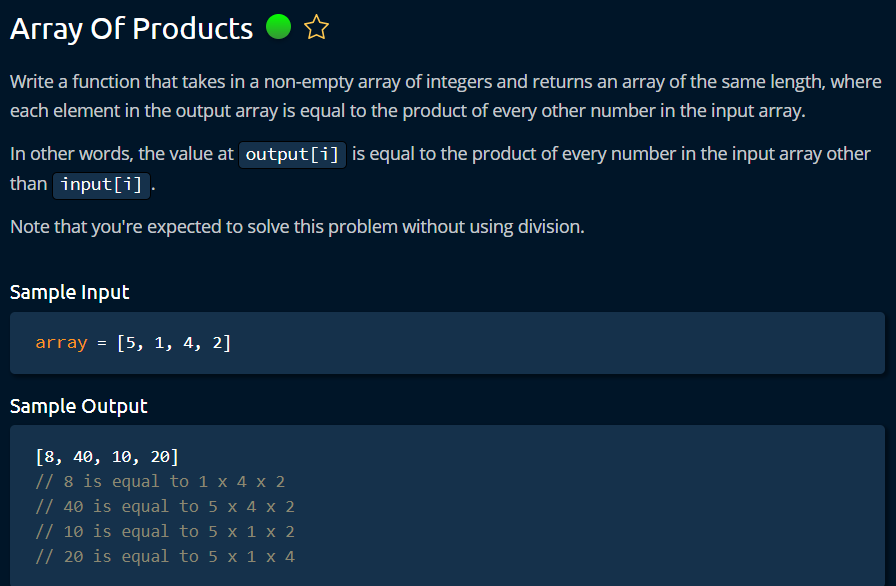 Array Of Products
Write a function that takes in a non-empty array of integers and returns an array of the same length, where
each element in the output array is equal to the product of every other number in the input array.
In other words, the value at output[i] is equal to the product of every number in the input array other
than input[i].
Note that you're expected to solve this problem without using division.
Sample Input
array = [5, 1, 4, 2]
Sample Output
[8, 40, 10, 20]
// 8 is equal to 1 x 4 x 2
// 40 is equal to 5 x 4 x 2
// 10 is equal to 5 x 1 x 2
// 20 is equal to 5 x 1 x 4